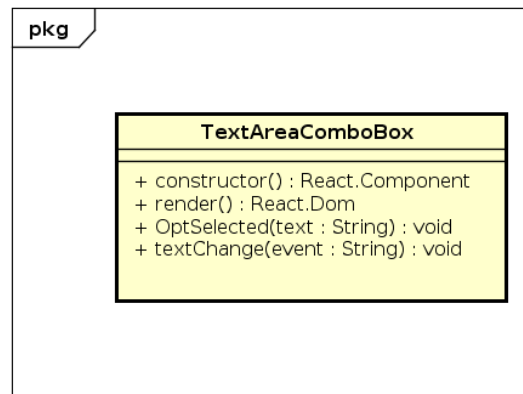 pkg
TextAreaComboBox
+ constructor() : React.Component
+ render() : React.Dom
+ OptSelected(text : String) : void
+ textChange(event : String) : void